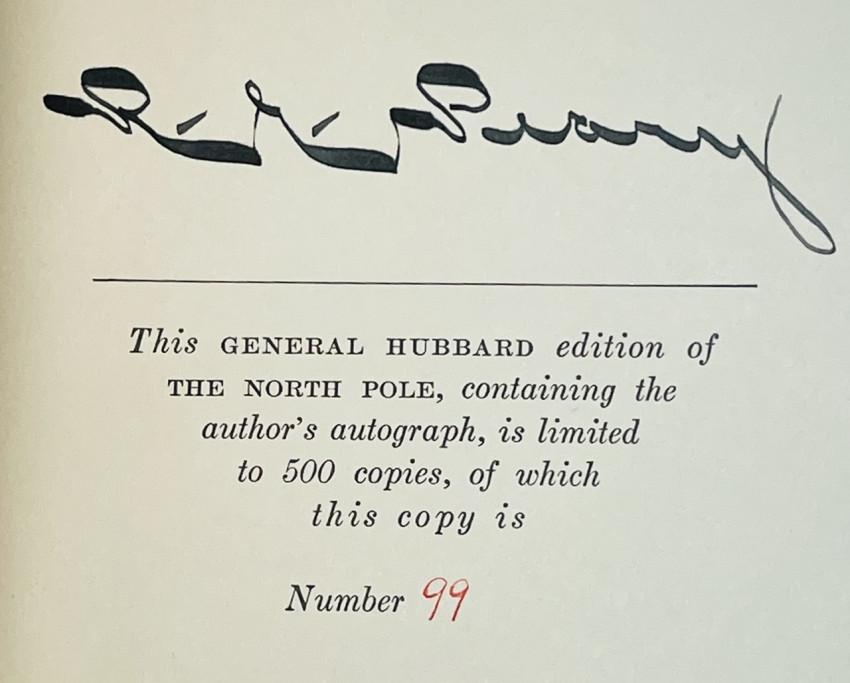 R. E. Peary
This GENERAL HUBBARD edition of
THE NORTH POLE, containing the
author's autograph, is limited
to 500 copies, of which
this copy is
Number 99